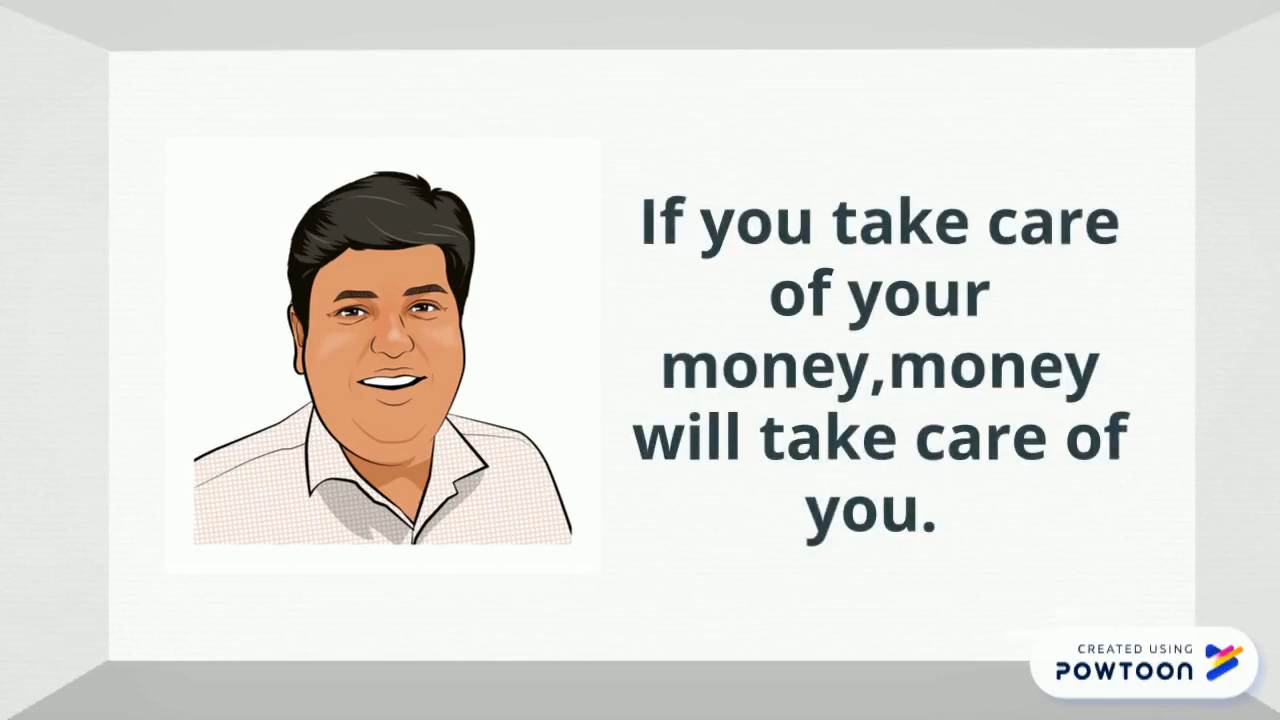 If you take care
of your
money,money
will take care of
you.
CREATED USING
POWTOON